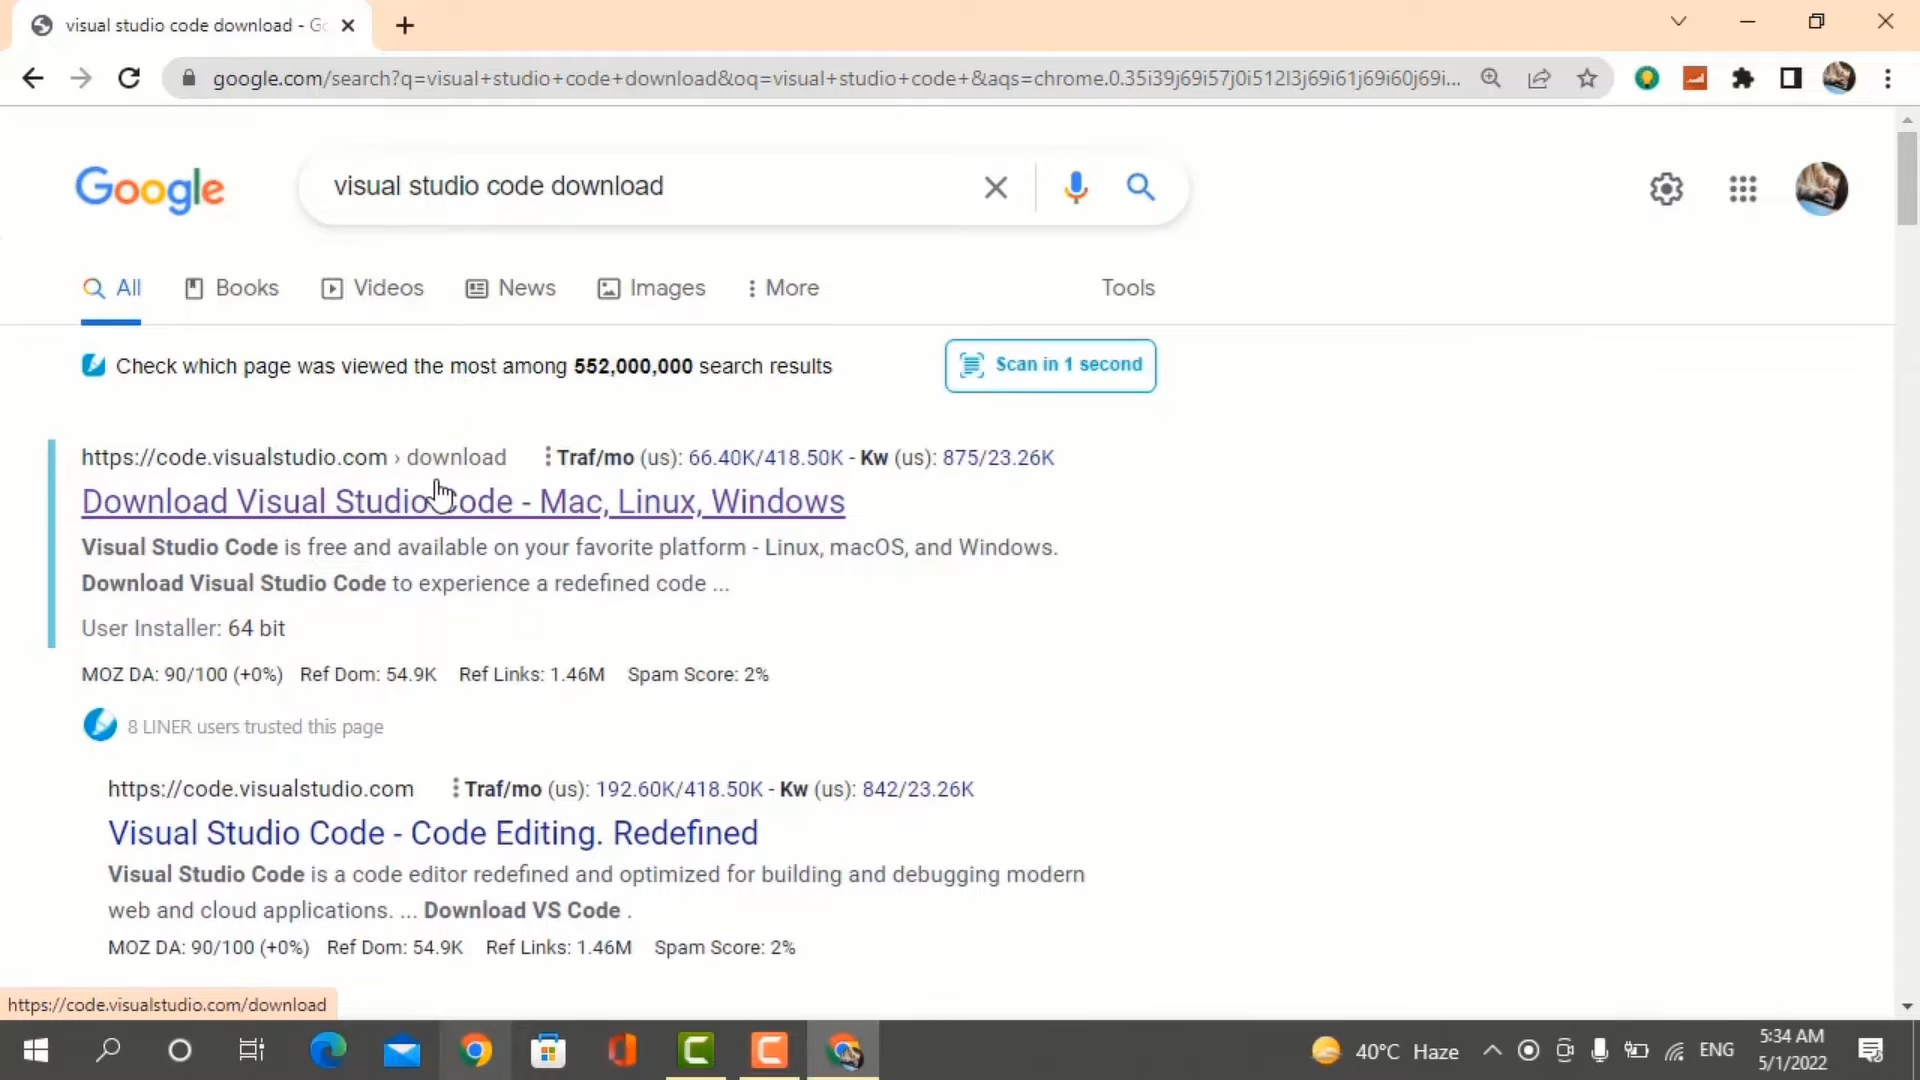 visual studio code download - Go
google.com/search?q=visual+studio+code+download&oq=visual+studio+code+&aqs=chrome.0.35i39j69i57j0i512l3j69i61j69i60j69i...
Google
visual studio code download
All
Books
Videos
News
Images
More
Tools
Check which page was viewed the most among 552,000,000 search results
Scan in 1 second
https://code.visualstudio.com › download
Traf/mo (us): 66.40K/418.50K - Kw (us): 875/23.26K
Download Visual Studio Code - Mac, Linux, Windows
Visual Studio Code is free and available on your favorite platform - Linux, macOS, and Windows.
Download Visual Studio Code to experience a redefined code ...
User Installer: 64 bit
MOZ DA: 90/100 (+0%) Ref Dom: 54.9K Ref Links: 1.46M Spam Score: 2%
8 LINER users trusted this page
https://code.visualstudio.com
Traf/mo (us): 192.60K/418.50K - Kw (us): 842/23.26K
Visual Studio Code - Code Editing. Redefined
Visual Studio Code is a code editor redefined and optimized for building and debugging modern
web and cloud applications. ... Download VS Code .
MOZ DA: 90/100 (+0%) Ref Dom: 54.9K Ref Links: 1.46M Spam Score: 2%
https://code.visualstudio.com/download
40°C Haze
ENG
5:34 AM
5/1/2022